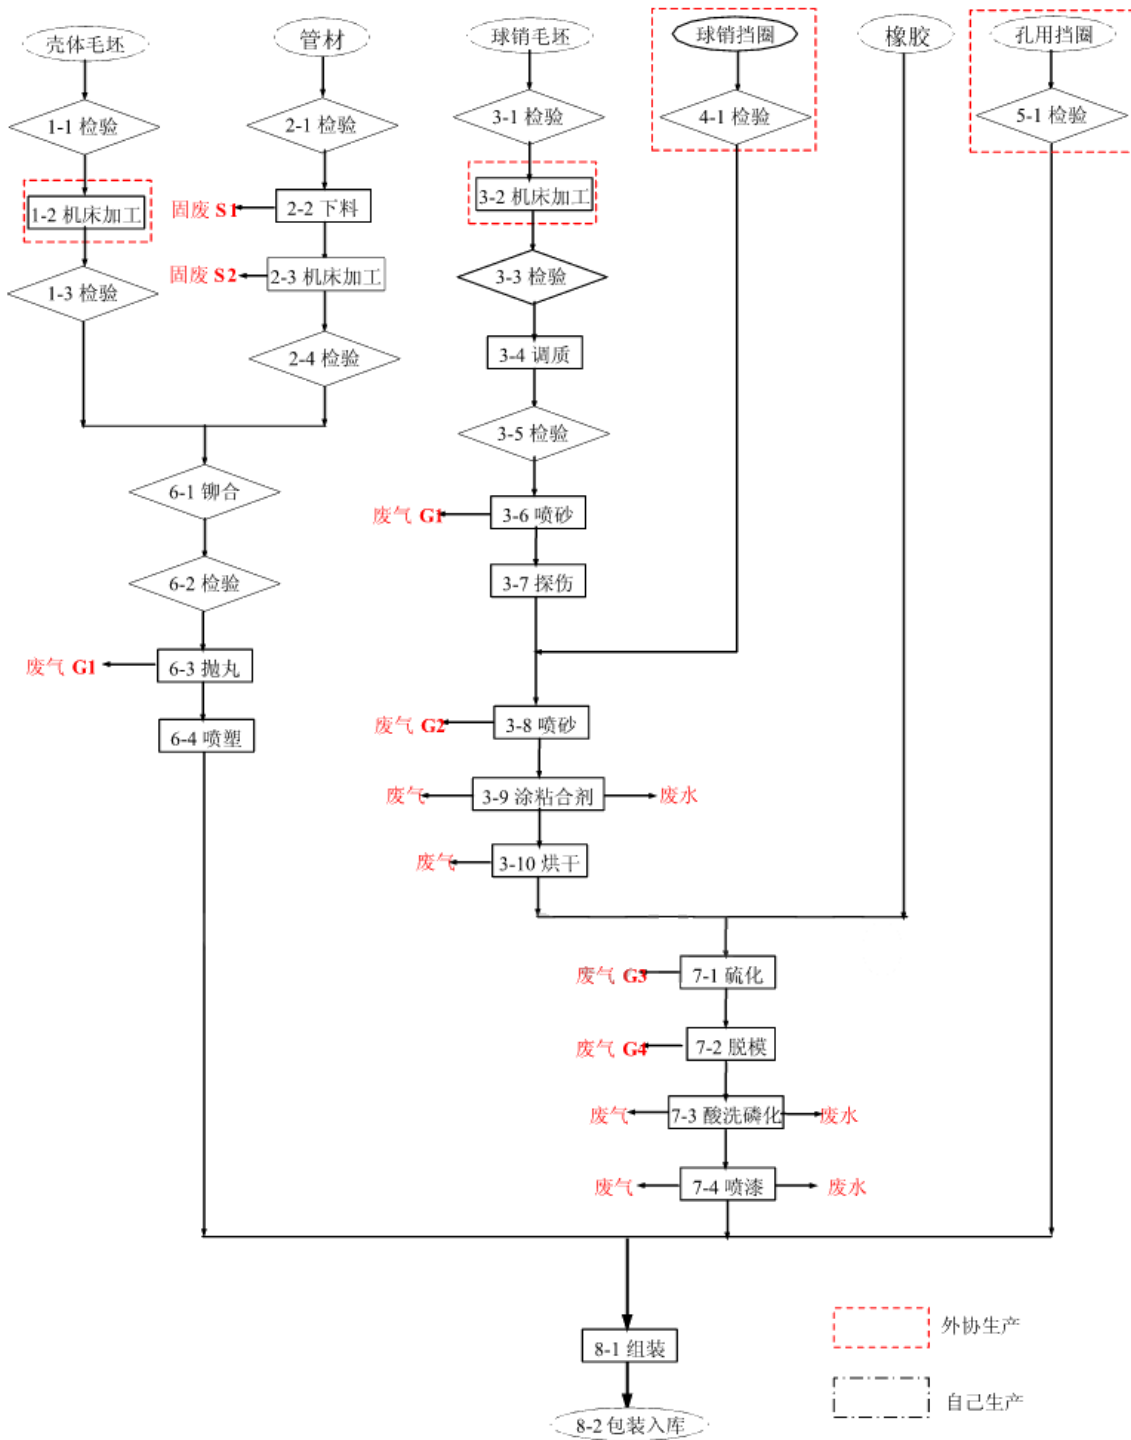 壳体毛坯
管材
球销毛坯
球销挡圈
橡胶
孔用挡圈
1-1 检验
2-1 检验
3-1 检验
4-1 检验
5-1 检验
1-2 机床加工
固废 S1
2-2 下料
3-2 机床加工
1-3 检验
固废 S2
2-3 机床加工
3-3 检验
2-4 检验
3-4 调质
3-5 检验
6-1 铆合
废气 G1
3-6 喷砂
6-2 检验
3-7 探伤
废气 G1
6-3 抛丸
6-4 喷塑
废气 G2
3-8 喷砂
废气
3-9 涂粘合剂
废水
废气
3-10 烘干
废气 G3
7-1 硫化
废气 G4
7-2 脱模
废气
7-3 酸洗磷化
废水
废气
7-4 喷漆
废水
8-1 组装
外协生产
8-2 包装入库
自己生产